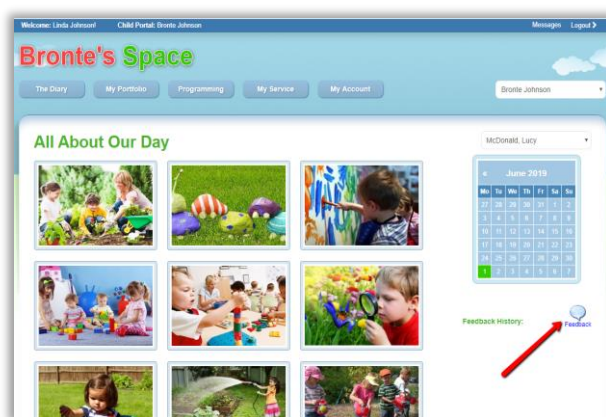 Welcome: Linda Johnson! Child Portal: Bronte Johnson Messages Logout
Bronte's Space
The Diary My Portfolio Programming My Service My Account Bronte Johnson
All About Our Day
McDonald, Lucy
« June 2019
Mo Tu We Th Fr Sa Su
27 28 29 30 31 1 2
3 4 5 6 7 8 9
10 11 12 13 14 15 16
17 18 19 20 21 22 23
24 25 26 27 28 29 30
1 2 3 4 5 6 7
Feedback History: Feedback